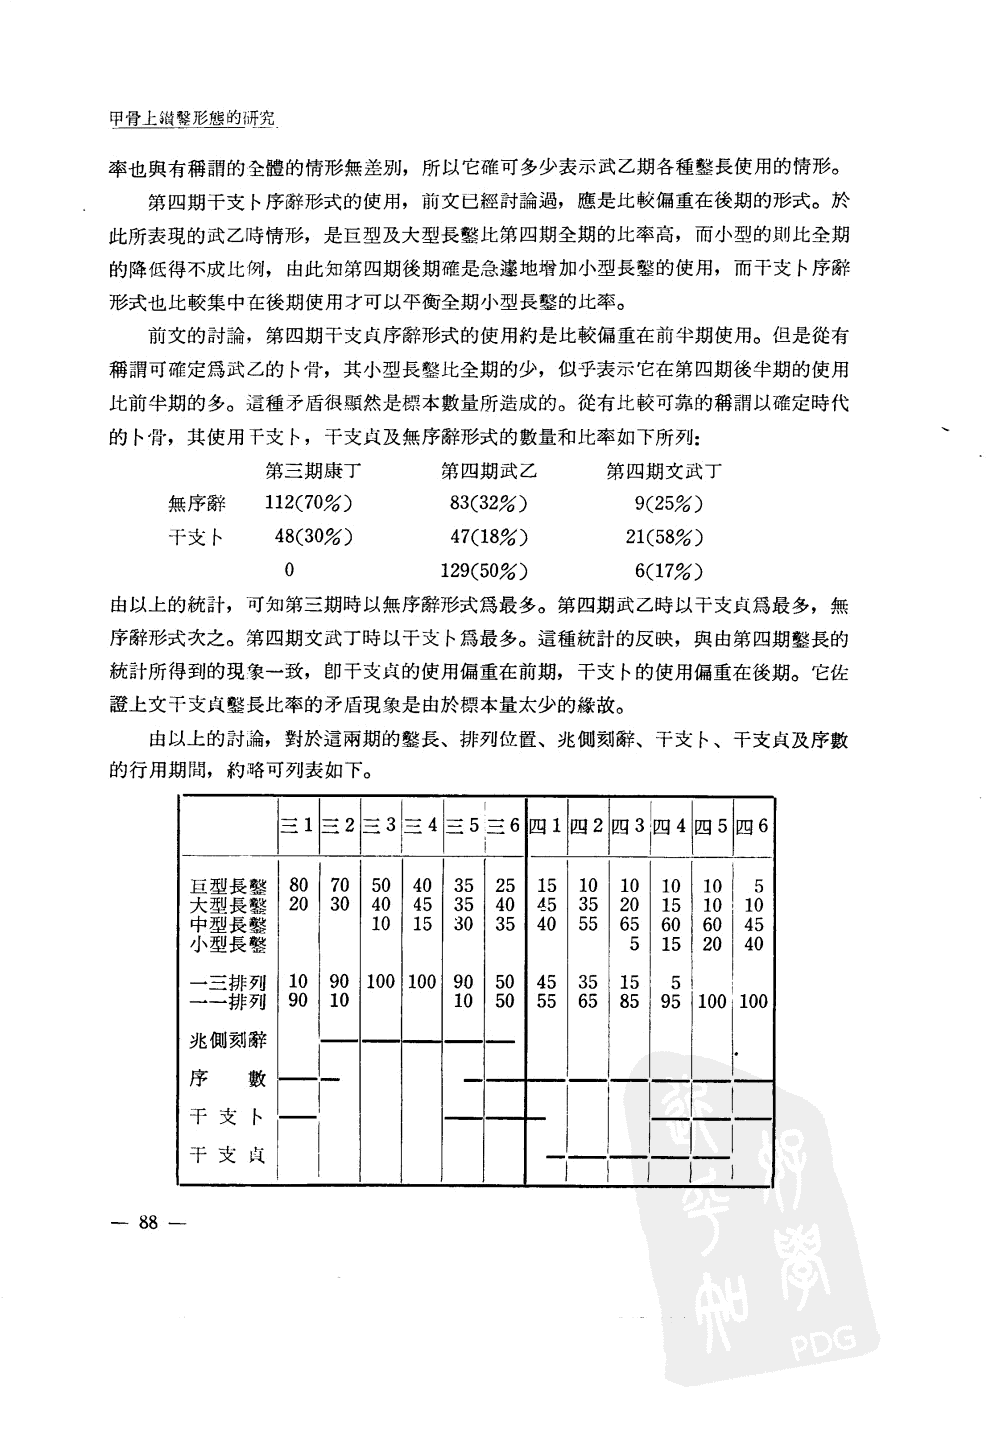 甲骨上鑽鑿形態的研究
率也與有稱謂的全體的情形無差別，所以它確可多少表示武乙期各種鑿長使用的情形。
第四期干支卜序辭形式的使用，前文已經討論過，應是比較偏重在後期的形式。於
此所表現的武乙時情形，是巨型及大型長鑿比第四期全期的比率高，而小型的則比全期
的降低得不成比例，由此知第四期後期確是急遽地增加小型長鑿的使用，而干支卜序辭
形式也比較集中在後期使用才可以平衡全期小型長鑿的比率。
前文的討論，第四期干支貞序辭形式的使用約是比較偏重在前半期使用。但是從有
稱謂可確定爲武乙的卜骨，其小型長鑿比全期的少，似乎表示它在第四期後半期的使用
比前半期的多。這種矛盾很顯然是標本數量所造成的。從有比較可靠的稱謂以確定時代
的卜骨，其使用干支卜，干支貞及無序辭形式的數量和比率如下所列：
第三期康丁 第四期武乙 第四期文武丁
無序辭 112(70%) 83(32%) 9(25%)
干支卜 48(30%) 47(18%) 21(58%)
0 129(50%) 6(17%)
由以上的統計，可知第三期時以無序辭形式爲最多。第四期武乙時以干支貞爲最多，無
序辭形式次之。第四期文武丁時以干支卜爲最多。這種統計的反映，與由第四期鑿長的
統計所得到的現象一致，卽干支貞的使用偏重在前期，干支卜的使用偏重在後期。它佐
證上文干支貞鑿長比率的矛盾現象是由於標本量太少的緣故。
由以上的討論，對於這兩期的鑿長、排列位置、兆側刻辭、干支卜、干支貞及序數
的行用期間，約略可列表如下。
三1 三2 三3 三4 三5 三6 四1 四2 四3 四4 四5 四6
巨型長鑿 80 70 50 40 35 25 15 10 10 10 10 5
大型長鑿 20 30 40 45 35 40 45 35 20 15 10 10
中型長鑿 10 15 30 35 40 55 65 60 60 45
小型長鑿 5 15 20 40
一三排列 10 90 100 100 90 50 45 35 15 5
一一排列 90 10 10 50 55 65 85 95 100 100
兆側刻辭
序 數
干 支 卜
干 支 貞
— 88 —
PDG